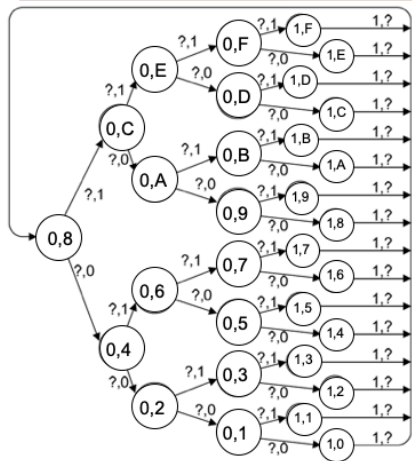 ?,1 1,F 1,?
0,F
?,1 ?,0 1,E 1,?
0,E
?,0 ?,1 1,D 1,?
0,D
?,1 ?,0 1,C 1,?
0,C
?,0 ?,1 1,B 1,?
?,1 0,B
0,A ?,0 1,A 1,?
?,0 ?,1 1,9 1,?
?,1 0,9
?,0 1,8 1,?
0,8
?,1 1,7 1,?
?,0 ?,1 0,7
?,0 1,6 1,?
0,6
?,1 ?,0 ?,1 1,5 1,?
0,5
0,4 ?,0 1,4 1,?
?,0 ?,1 1,3 1,?
?,1 0,3
0,2 ?,0 1,2 1,?
?,0 ?,1 1,1 1,?
0,1
?,0 1,0 1,?